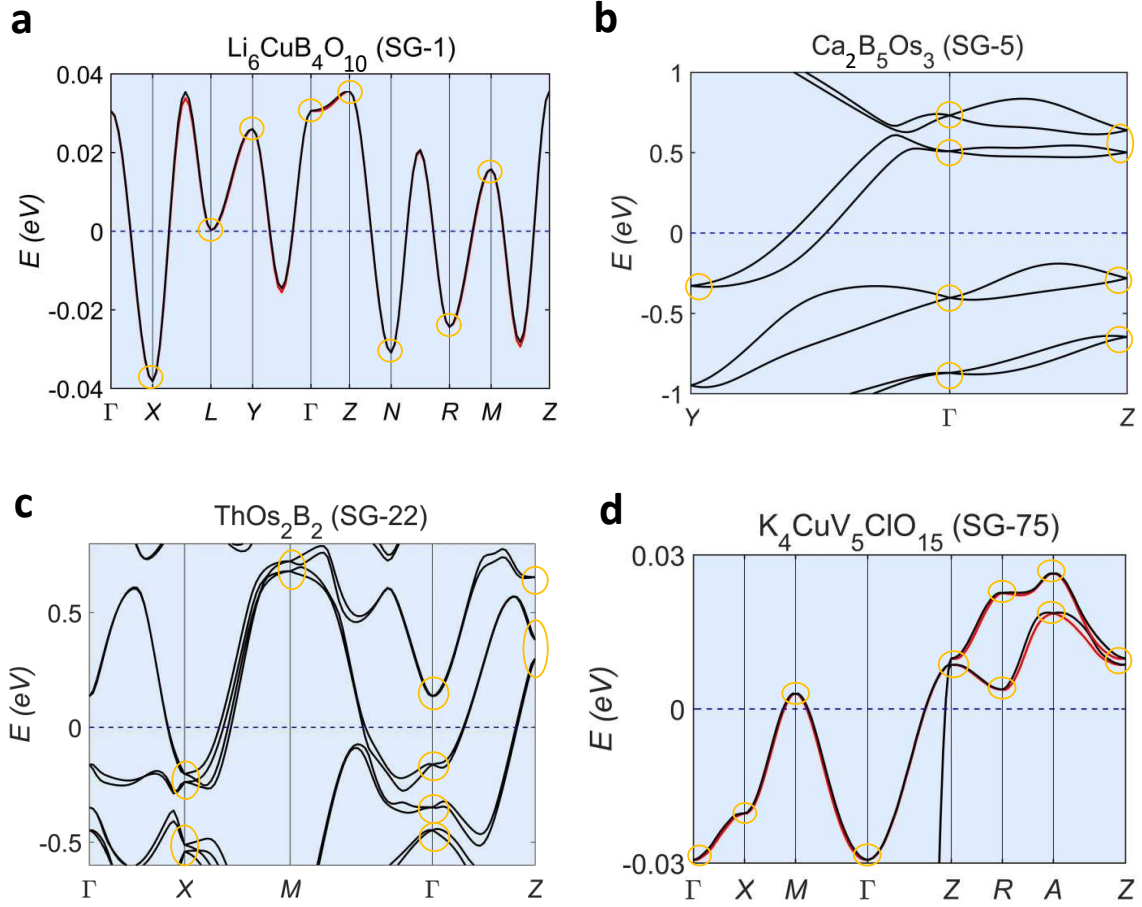 a
Li6CuB4O10 (SG-1)
E (eV)
0.04
0.02
0
-0.02
-0.04
Γ X L Y Γ Z N R M Z
b
Ca2B5Os3 (SG-5)
E (eV)
1
0.5
0
-0.5
-1
Y Γ Z
c
ThOs2B2 (SG-22)
E (eV)
0.5
0
-0.5
Γ X M Γ Z
d
K4CuV5ClO15 (SG-75)
E (eV)
0.03
0
-0.03
Γ X M Γ Z R A Z